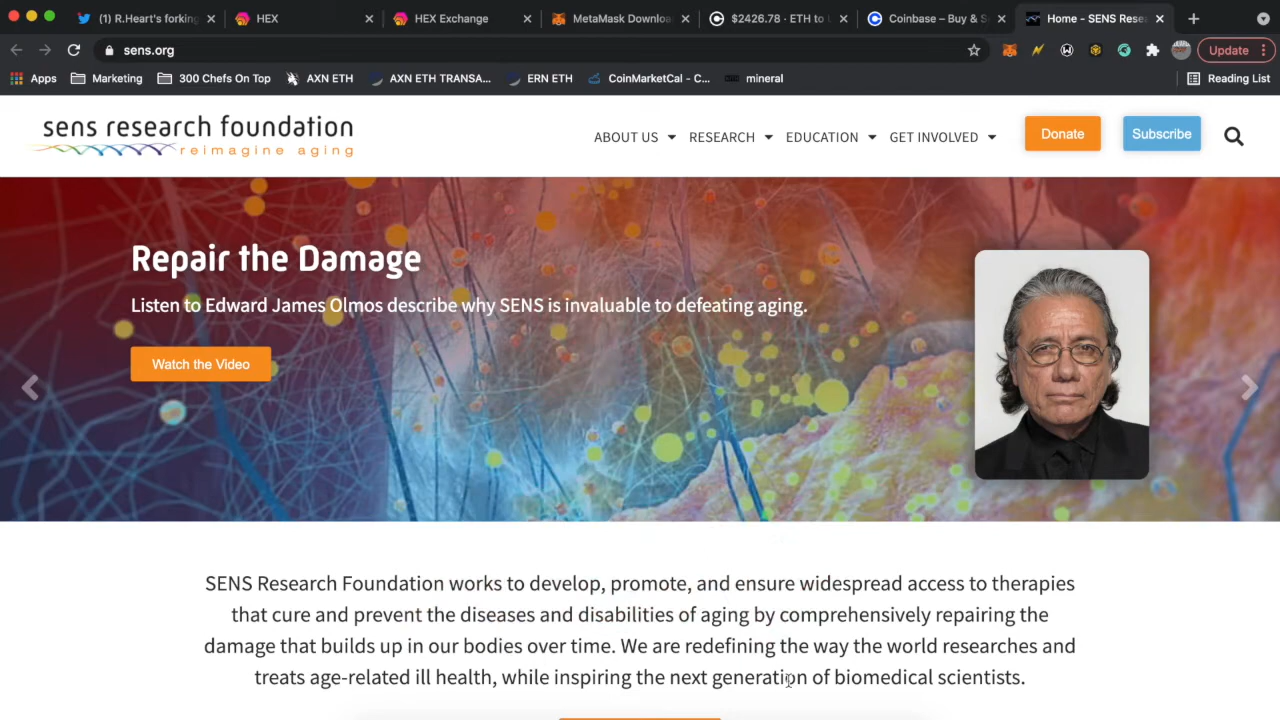 (1) R.Heart's forking
HEX
HEX Exchange
MetaMask Downloa
$2426.78 · ETH to
Coinbase – Buy & S
Home - SENS Rese
sens.org
Update
Apps
Marketing
300 Chefs On Top
AXN ETH
AXN ETH TRANSA...
ERN ETH
CoinMarketCal - C...
mineral
Reading List
sens research foundation
reimagine aging
ABOUT US
RESEARCH
EDUCATION
GET INVOLVED
Donate
Subscribe
Repair the Damage
Listen to Edward James Olmos describe why SENS is invaluable to defeating aging.
Watch the Video
SENS Research Foundation works to develop, promote, and ensure widespread access to therapies
that cure and prevent the diseases and disabilities of aging by comprehensively repairing the
damage that builds up in our bodies over time. We are redefining the way the world researches and
treats age-related ill health, while inspiring the next generation of biomedical scientists.